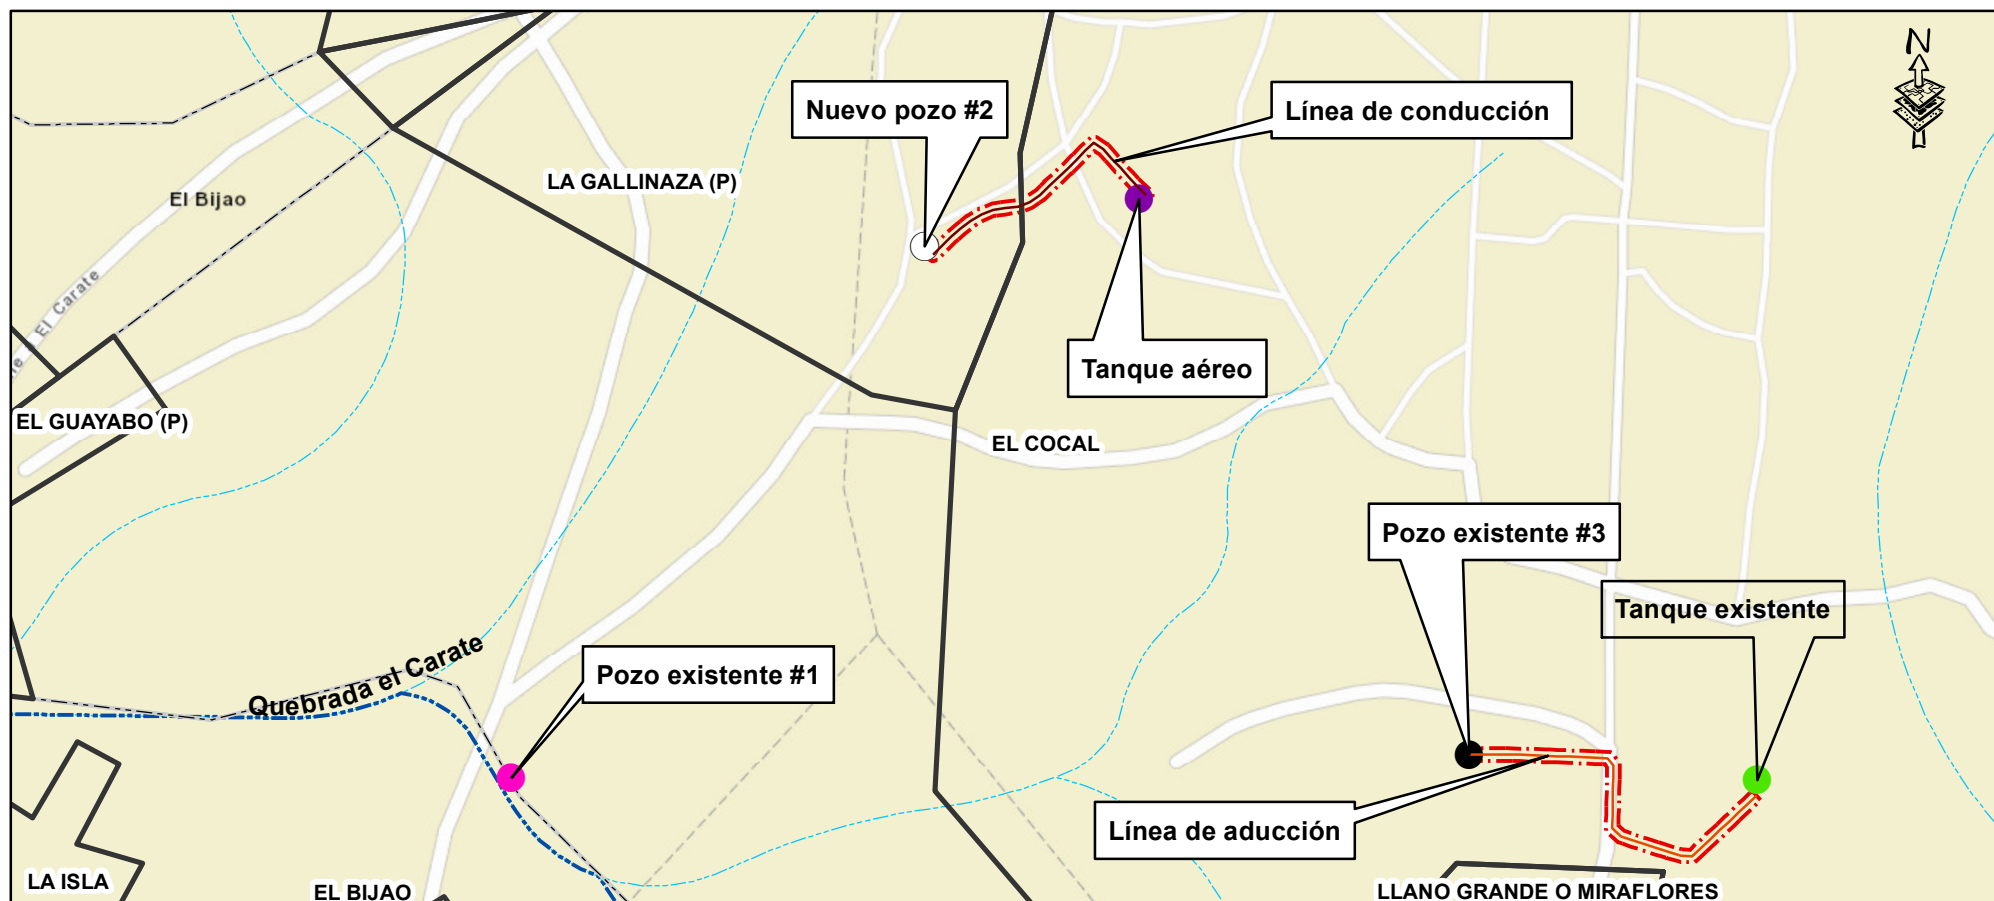 N
Nuevo pozo #2
Línea de conducción
LA GALLINAZA (P)
El Bijao
El Carate
Tanque aéreo
EL GUAYABO (P)
EL COCAL
Pozo existente #3
Tanque existente
Quebrada el Carate
Pozo existente #1
Línea de aducción
LA ISLA
EL BIJAO
LLANO GRANDE O MIRAFLORES